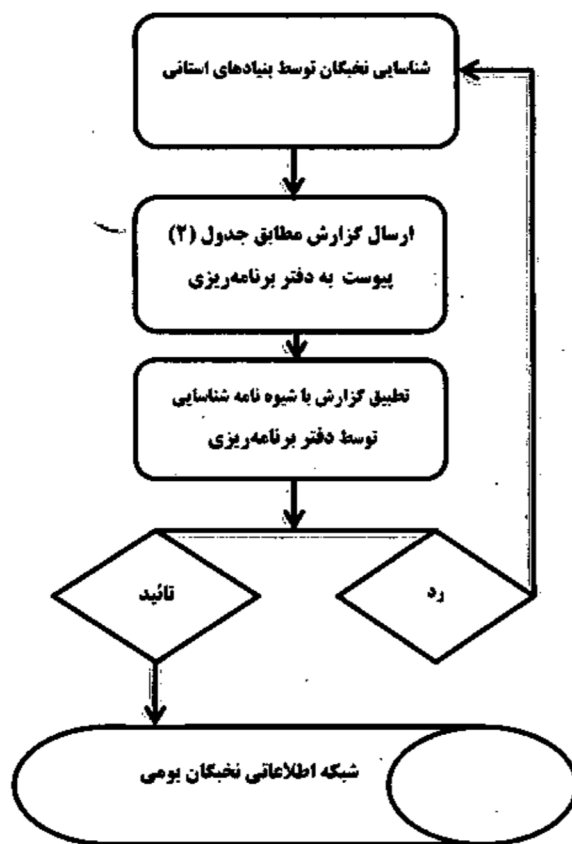 شناسایی نخبگان توسط بنیادهای استانی
ارسال گزارش مطابق جدول (۲)
پیوست به دفتر برنامه‌ریزی
تطبیق گزارش با شیوه نامه شناسایی
توسط دفتر برنامه‌ریزی
تائید
رد
شبکه اطلاعاتی نخبگان بومی